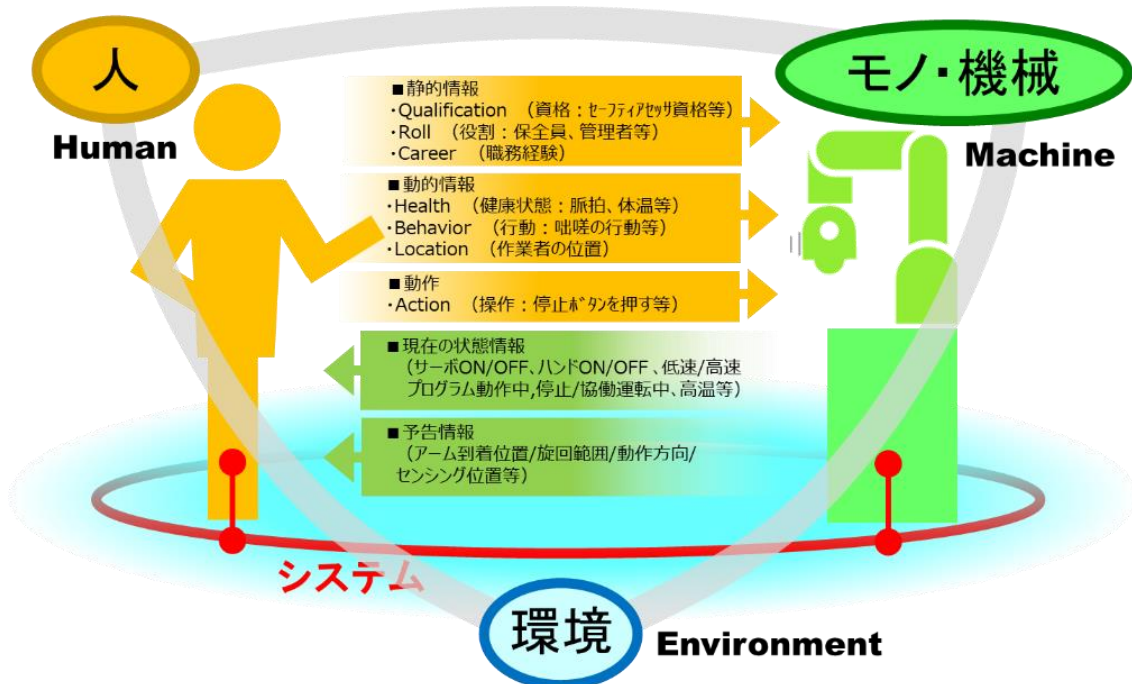 人
Human
モノ・機械
Machine
■静的情報
・Qualification （資格：ｾｰﾌﾃｨｱｾｯｻ資格等）
・Roll （役割：保全員、管理者等）
・Career （職務経験）
■動的情報
・Health （健康状態：脈拍、体温等）
・Behavior （行動：咄嗟の行動等）
・Location （作業者の位置）
■動作
・Action （操作：停止ﾎﾞﾀﾝを押す等）
■現在の状態情報
（サーボON/OFF、ハンドON/OFF 、低速/高速
プログラム動作中,停止/協働運転中、高温等）
■予告情報
（アーム到着位置/旋回範囲/動作方向/
センシング位置等）
システム
環境
Environment